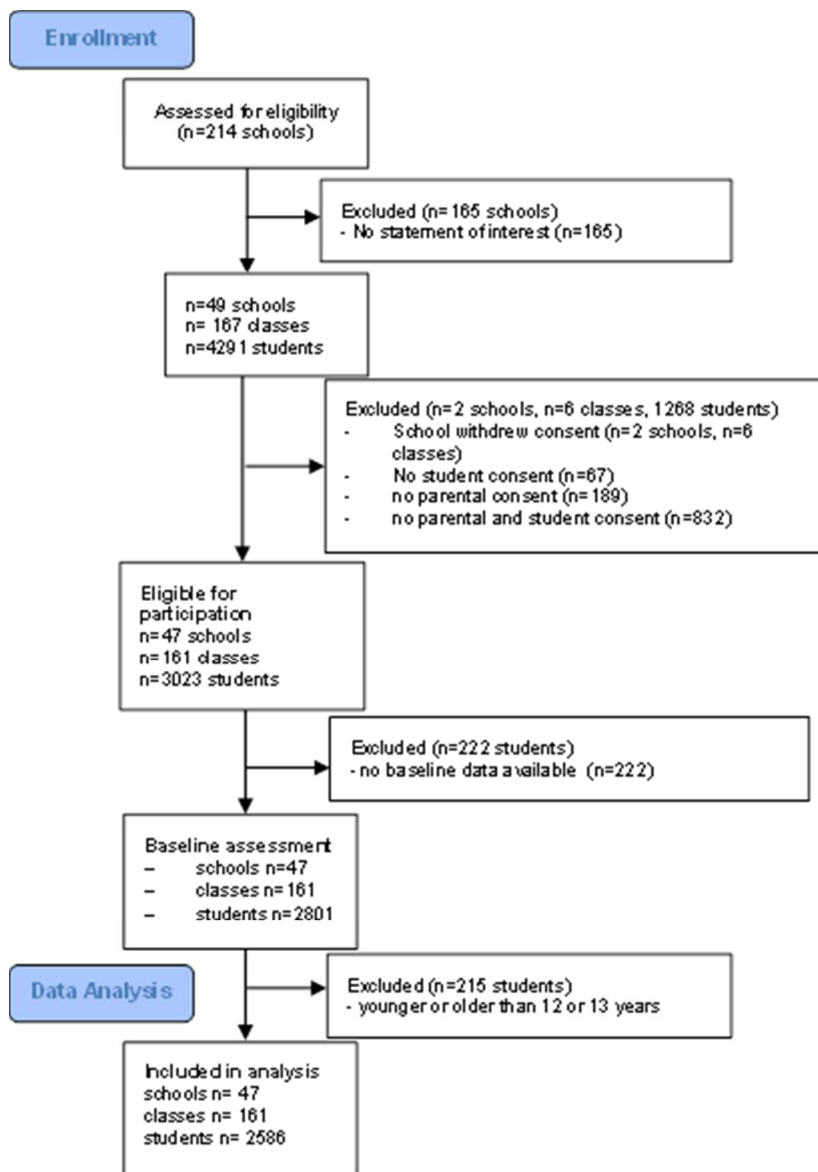 Enrollment
Assessed for eligibility
(n=214 schools)
Excluded (n=165 schools)
- No statement of interest (n=165)
n=49 schools
n= 167 classes
n=4291 students
Excluded (n=2 schools, n=6 classes, 1268 students)
- School withdrew consent (n=2 schools, n=6
classes)
- No student consent (n=67)
- no parental consent (n=189)
- no parental and student consent (n=832)
Eligible for
participation
n=47 schools
n=161 classes
n=3023 students
Excluded (n=222 students)
- no baseline data available (n=222)
Baseline assessment
– schools n=47
– classes n=161
– students n=2801
Data Analysis
Excluded (n=215 students)
- younger or older than 12 or 13 years
Included in analysis
schools n= 47
classes n= 161
students n= 2586